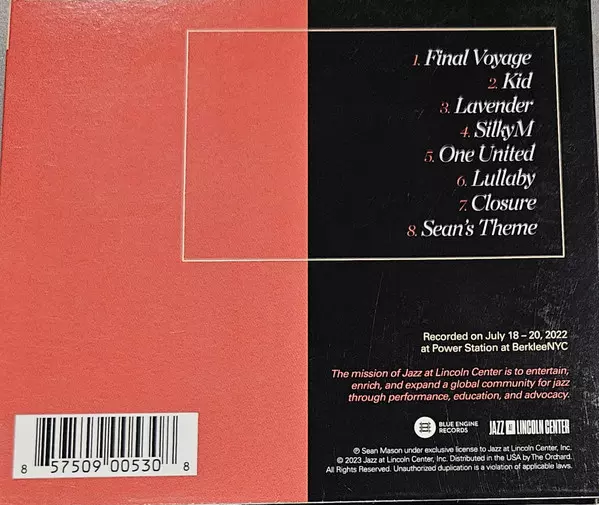 1. Final Voyage
2. Kid
3. Lavender
4. SilkyM
5. One United
6. Lullaby
7. Closure
8. Sean's Theme
Recorded on July 18 – 20, 2022
at Power Station at BerkleeNYC
The mission of Jazz at Lincoln Center is to entertain,
enrich, and expand a global community for jazz
through performance, education, and advocacy.
BLUE ENGINE
RECORDS
JAZZ AT LINCOLN CENTER
℗ Sean Mason under exclusive license to Jazz at Lincoln Center, Inc.
© 2023 Jazz at Lincoln Center, Inc. Distributed in the USA by The Orchard.
All Rights Reserved. Unauthorized duplication is a violation of applicable laws.
8 57509 00530 8